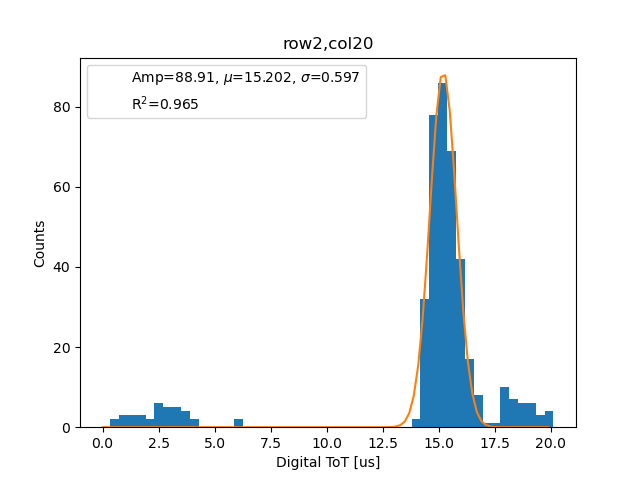 row2,col20
Amp=88.91, μ=15.202, σ=0.597
R²=0.965
80
60
40
20
0
Counts
0.0 2.5 5.0 7.5 10.0 12.5 15.0 17.5 20.0
Digital ToT [us]